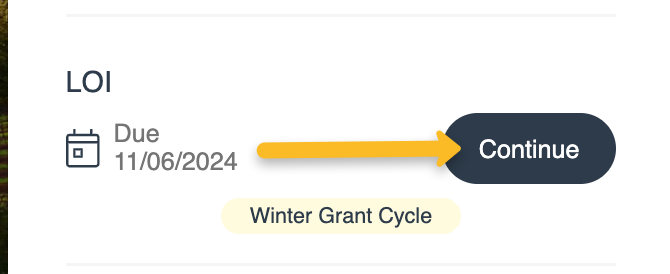 LOI
Due
11/06/2024
Continue
Winter Grant Cycle